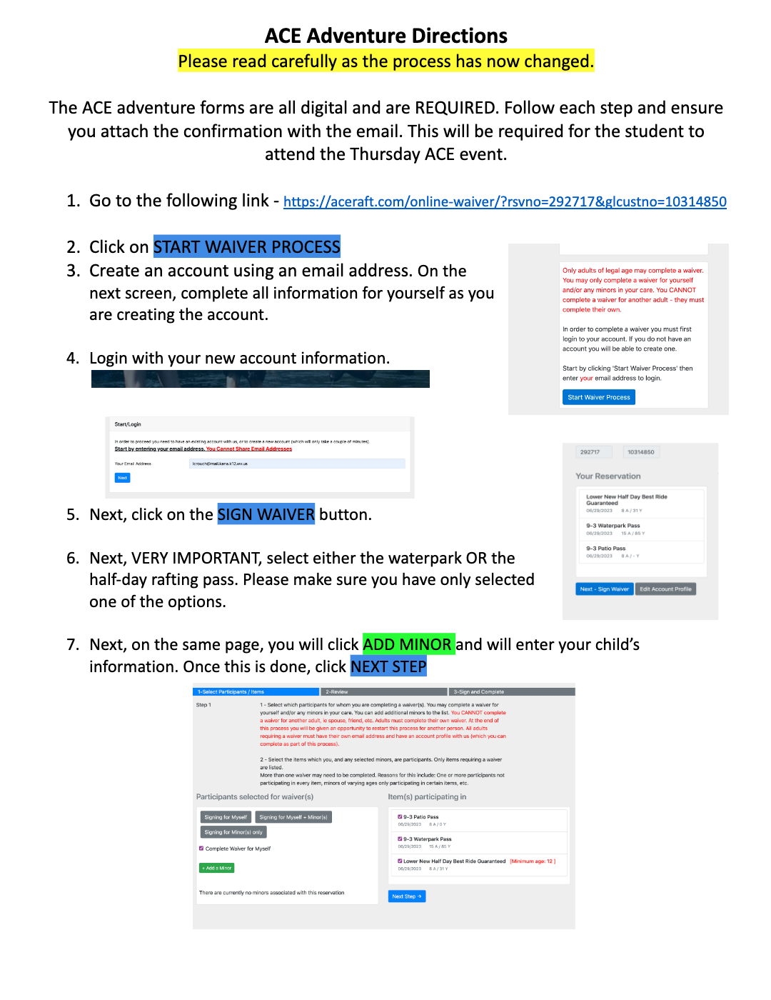 ACE Adventure Directions
Please read carefully as the process has now changed.
The ACE adventure forms are all digital and are REQUIRED. Follow each step and ensure
you attach the confirmation with the email. This will be required for the student to
attend the Thursday ACE event.
1. Go to the following link - https://aceraft.com/online-waiver/?rsvno=292717&glcustno=10314850
2. Click on START WAIVER PROCESS
3. Create an account using an email address. On the
next screen, complete all information for yourself as you
are creating the account.
Only adults of legal age may complete a waiver.
You may only complete a waiver for yourself
and/or any minors in your care. You CANNOT
complete a waiver for another adult - they must
complete their own.
In order to complete a waiver you must first
login to your account. If you do not have an
account you will be able to create one.
Start by clicking 'Start Waiver Process' then
enter your email address to login.
Start Waiver Process
4. Login with your new account information.
Start/Login
In order to proceed you need to have an existing account with us, or to create a new account (which will only take a couple of minutes).
Start by entering your email address. You Cannot Share Email Addresses
Your Email Address
lcrouch@mail.kana.k12.wv.us
Next
292717
10314850
Your Reservation
Lower New Half Day Best Ride
Guaranteed
06/29/2023 8 A / 31 Y
9-3 Waterpark Pass
06/29/2023 15 A / 85 Y
9-3 Patio Pass
06/29/2023 8 A / - Y
Next - Sign Waiver
Edit Account Profile
5. Next, click on the SIGN WAIVER button.
6. Next, VERY IMPORTANT, select either the waterpark OR the
half-day rafting pass. Please make sure you have only selected
one of the options.
7. Next, on the same page, you will click ADD MINOR and will enter your child's
information. Once this is done, click NEXT STEP
1-Select Participants / Items
2-Review
3-Sign and Complete
Step 1
1 - Select which participants for whom you are completing a waiver(s). You may complete a waiver for
yourself and/or any minors in your care. You can add additional minors to the list. You CANNOT complete
a waiver for another adult, ie spouse, friend, etc. Adults must complete their own waiver. At the end of
this process you will be given an opportunity to restart this process for another person. All adults
requiring a waiver must have their own email address and have an account profile with us (which you can
complete as part of this process).
2 - Select the items which you, and any selected minors, are participants. Only items requiring a waiver
are listed.
More than one waiver may need to be completed. Reasons for this include: One or more participants not
participating in every item, minors of varying ages only participating in certain items, etc.
Participants selected for waiver(s)
Signing for Myself
Signing for Myself + Minor(s)
Signing for Minor(s) only
Complete Waiver for Myself
+ Add a Minor
There are currently no minors associated with this reservation
Item(s) participating in
9-3 Patio Pass
06/29/2023 8 A / 0 Y
9-3 Waterpark Pass
06/29/2023 15 A / 85 Y
Lower New Half Day Best Ride Guaranteed [Minimum age: 12 ]
06/29/2023 8 A / 31 Y
Next Step →